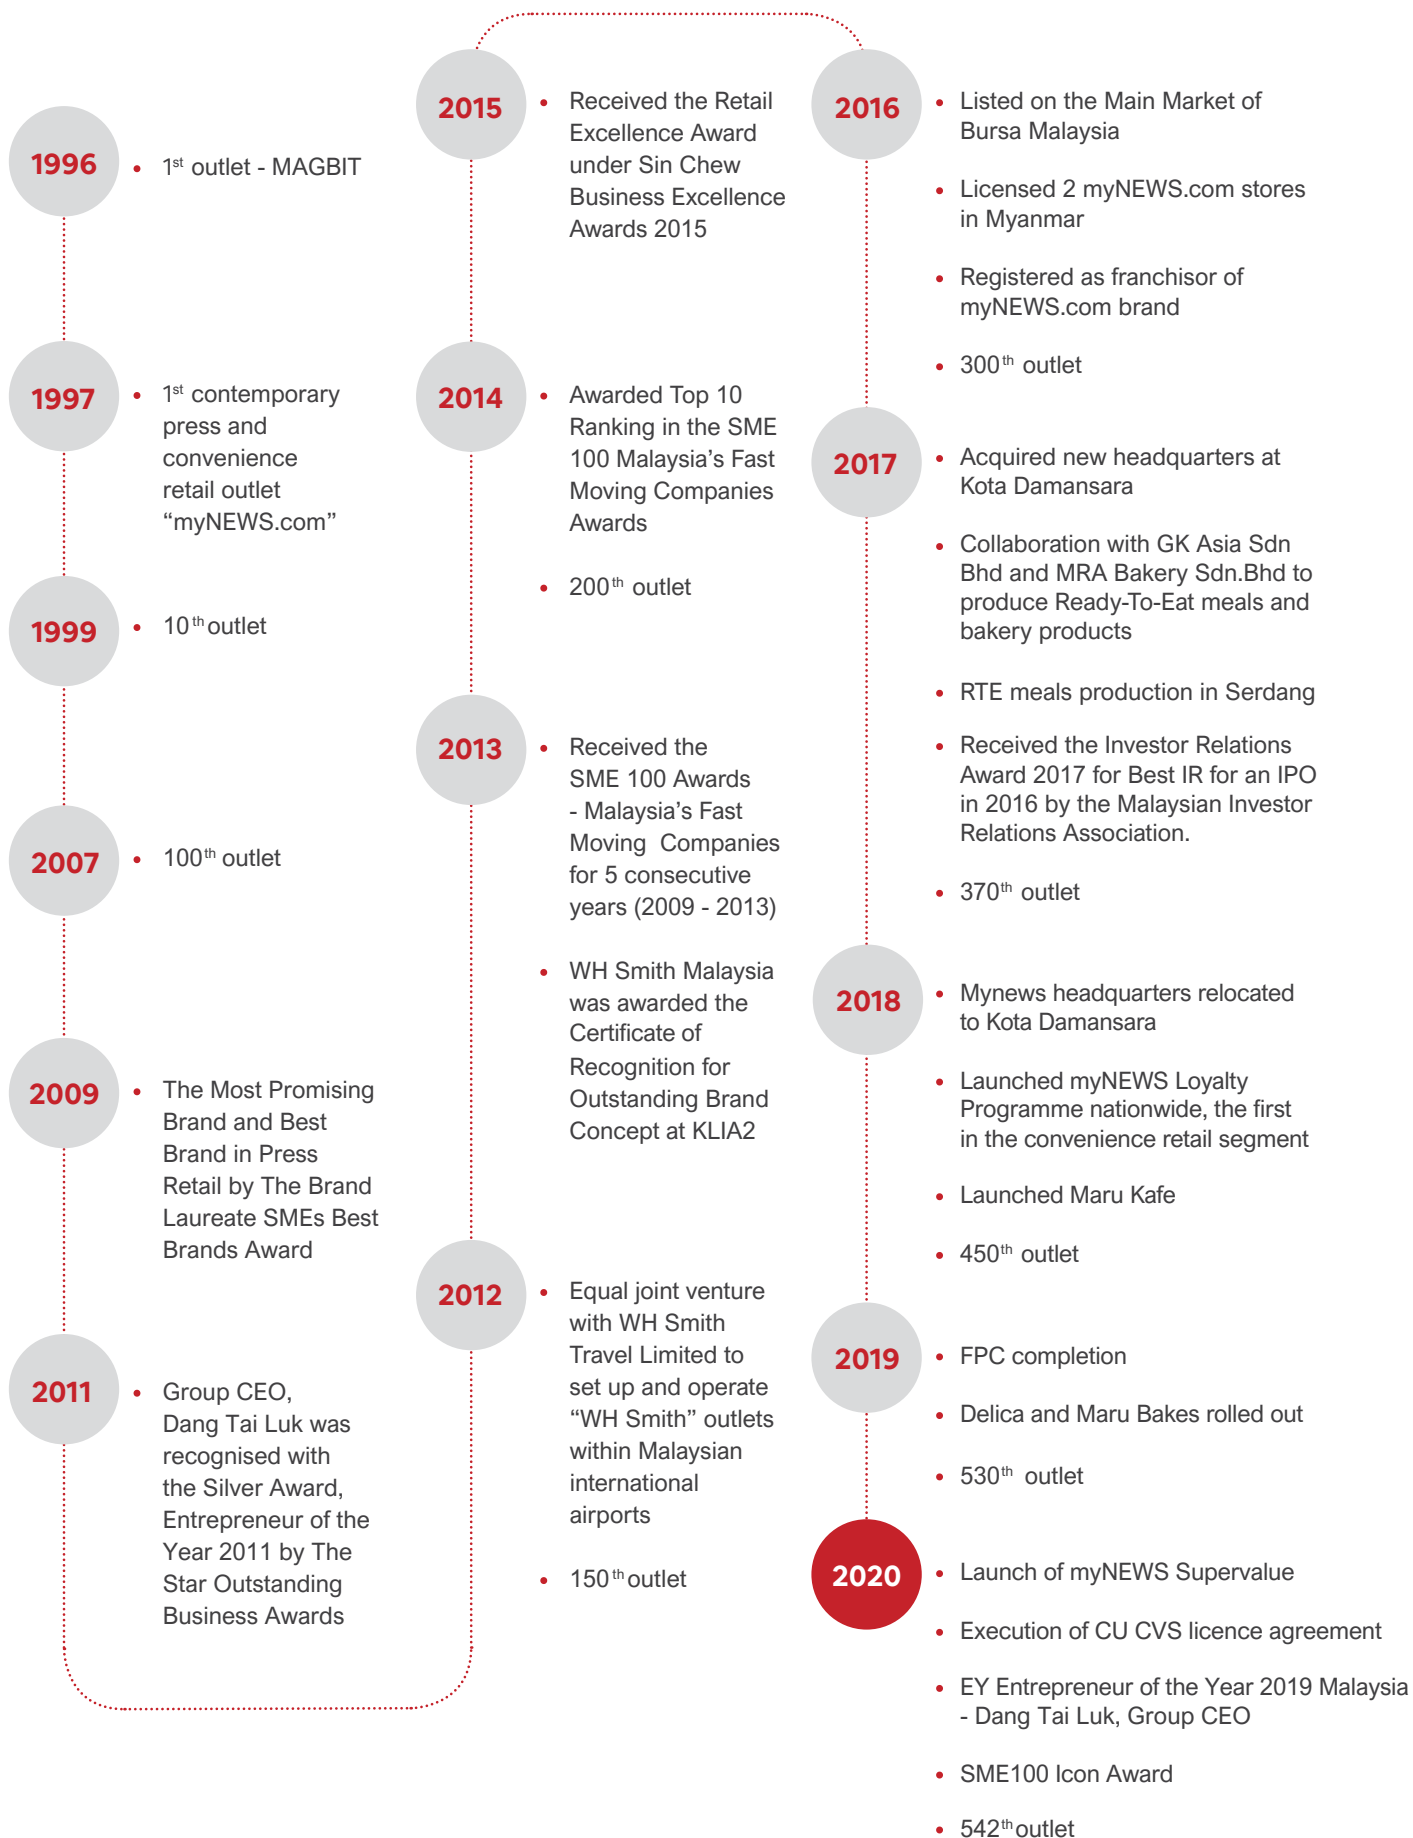 1996
• 1st outlet - MAGBIT
1997
• 1st contemporary
press and
convenience
retail outlet
“myNEWS.com”
1999
• 10th outlet
2007
• 100th outlet
2009
• The Most Promising
Brand and Best
Brand in Press
Retail by The Brand
Laureate SMEs Best
Brands Award
2011
• Group CEO,
Dang Tai Luk was
recognised with
the Silver Award,
Entrepreneur of the
Year 2011 by The
Star Outstanding
Business Awards
2012
• Equal joint venture
with WH Smith
Travel Limited to
set up and operate
“WH Smith” outlets
within Malaysian
international
airports
• 150th outlet
2013
• Received the
SME 100 Awards
- Malaysia’s Fast
Moving Companies
for 5 consecutive
years (2009 - 2013)
• WH Smith Malaysia
was awarded the
Certificate of
Recognition for
Outstanding Brand
Concept at KLIA2
2014
• Awarded Top 10
Ranking in the SME
100 Malaysia’s Fast
Moving Companies
Awards
• 200th outlet
2015
• Received the Retail
Excellence Award
under Sin Chew
Business Excellence
Awards 2015
2016
• Listed on the Main Market of
Bursa Malaysia
• Licensed 2 myNEWS.com stores
in Myanmar
• Registered as franchisor of
myNEWS.com brand
• 300th outlet
2017
• Acquired new headquarters at
Kota Damansara
• Collaboration with GK Asia Sdn
Bhd and MRA Bakery Sdn.Bhd to
produce Ready-To-Eat meals and
bakery products
• RTE meals production in Serdang
• Received the Investor Relations
Award 2017 for Best IR for an IPO
in 2016 by the Malaysian Investor
Relations Association.
• 370th outlet
2018
• Mynews headquarters relocated
to Kota Damansara
• Launched myNEWS Loyalty
Programme nationwide, the first
in the convenience retail segment
• Launched Maru Kafe
• 450th outlet
2019
• FPC completion
• Delica and Maru Bakes rolled out
• 530th outlet
2020
• Launch of myNEWS Supervalue
• Execution of CU CVS licence agreement
• EY Entrepreneur of the Year 2019 Malaysia
- Dang Tai Luk, Group CEO
• SME100 Icon Award
• 542th outlet